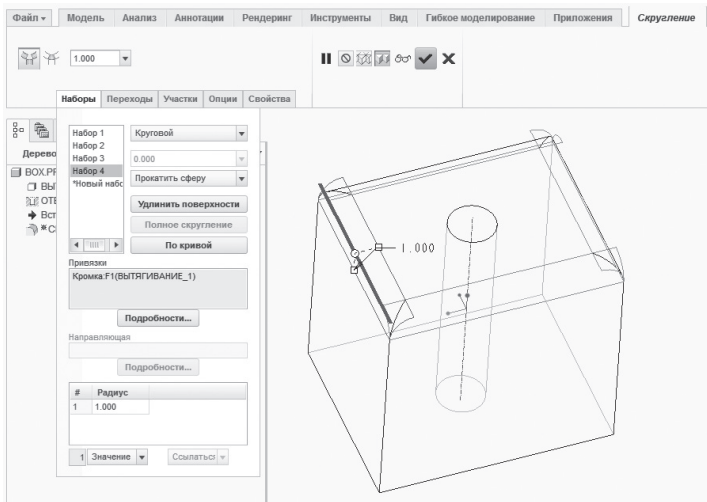 Файл Модель Анализ Аннотации Рендеринг Инструменты Вид Гибкое моделирование Приложения Скругление
1.000
Наборы Переходы Участки Опции Свойства
Набор 1
Набор 2
Набор 3
Набор 4
*Новый набо
Круговой
0.000
Прокатить сферу
Удлинить поверхности
Полное скругление
По кривой
Дерево
BOX.PF
ВЫ
ОТЕ
Вст
Привязки
Кромка:F1(ВЫТЯГИВАНИЕ_1)
Подробности...
Направляющая
Подробности...
# Радиус
1 1.000
1 Значение
1.000